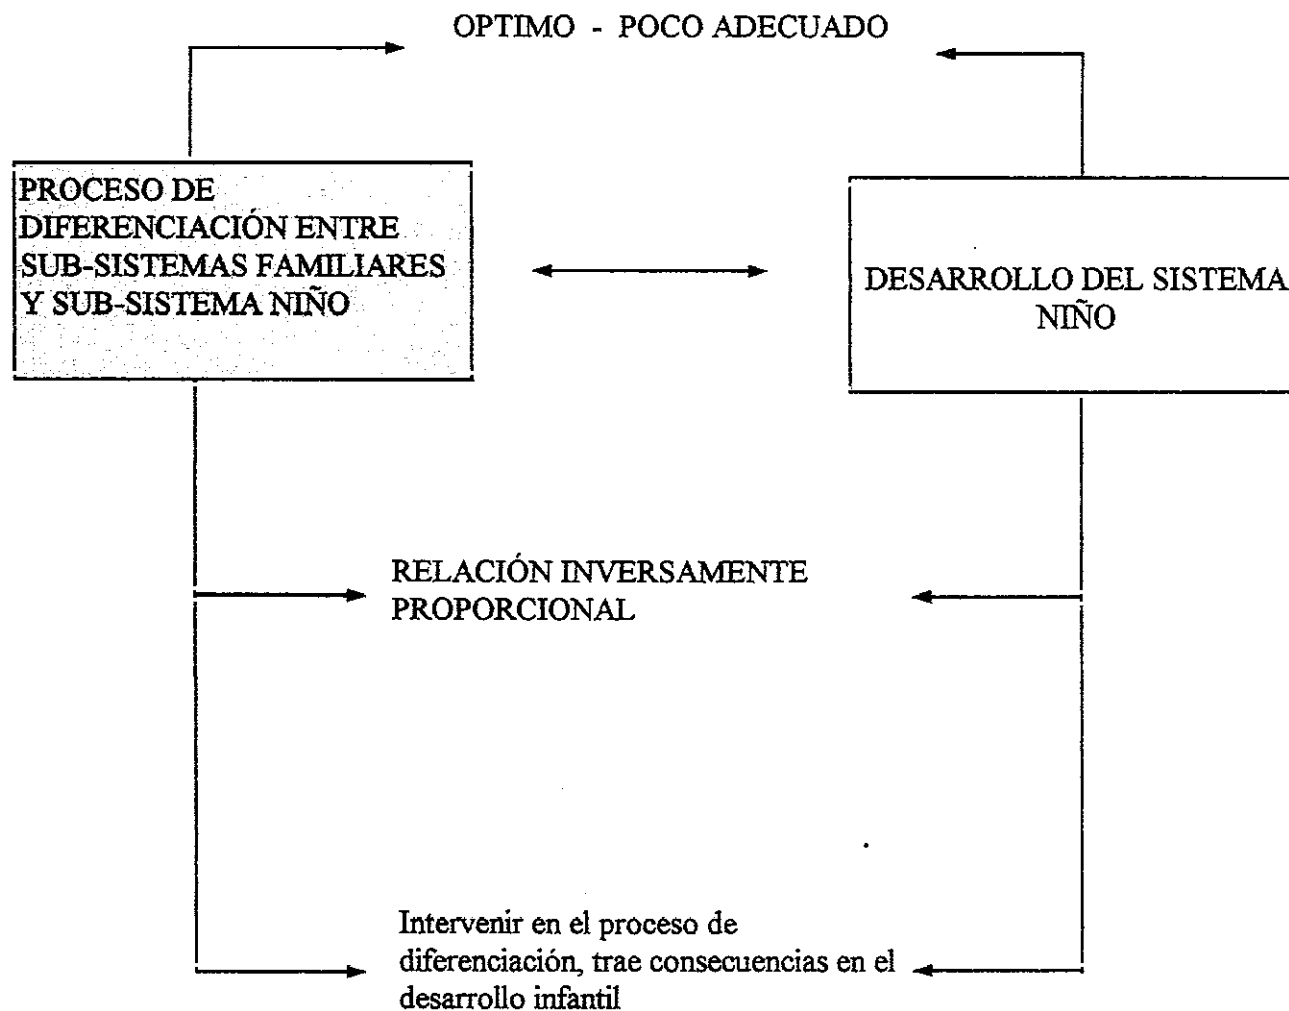 OPTIMO - POCO ADECUADO
PROCESO DE
DIFERENCIACIÓN ENTRE
SUB-SISTEMAS FAMILIARES
Y SUB-SISTEMA NIÑO
DESARROLLO DEL SISTEMA
NIÑO
RELACIÓN INVERSAMENTE
PROPORCIONAL
Intervenir en el proceso de
diferenciación, trae consecuencias en el
desarrollo infantil